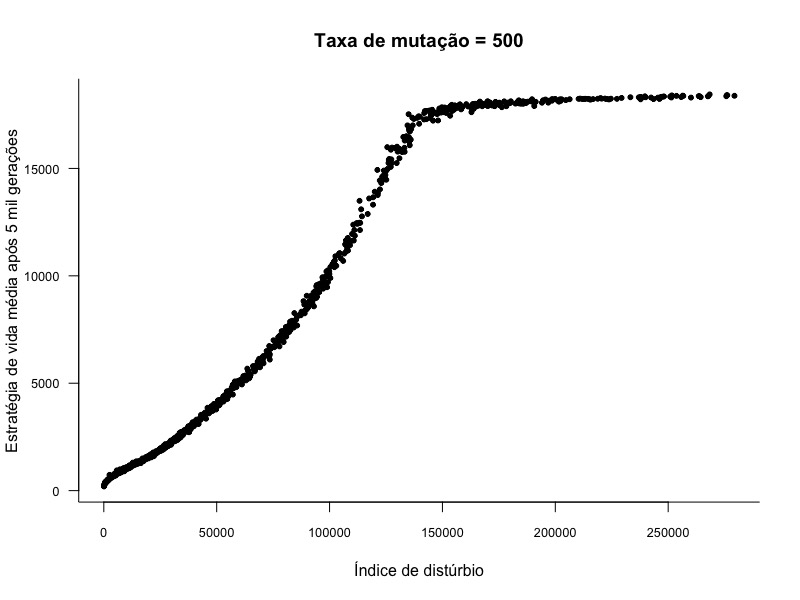 Taxa de mutação = 500
Estratégia de vida média após 5 mil gerações
15000
10000
5000
0
0 50000 100000 150000 200000 250000
Índice de distúrbio